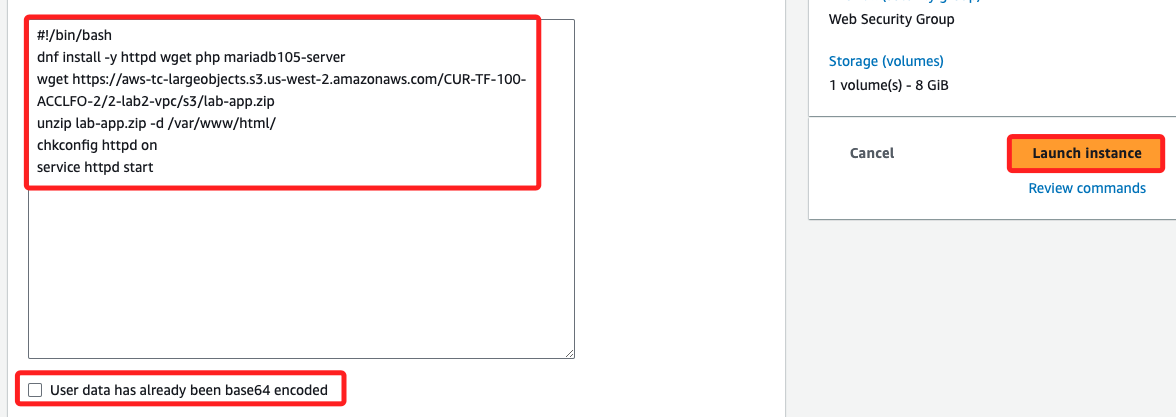 #!/bin/bash
dnf install -y httpd wget php mariadb105-server
wget https://aws-tc-largeobjects.s3.us-west-2.amazonaws.com/CUR-TF-100-
ACCLFO-2/2-lab2-vpc/s3/lab-app.zip
unzip lab-app.zip -d /var/www/html/
chkconfig httpd on
service httpd start
User data has already been base64 encoded
Web Security Group
Storage (volumes)
1 volume(s) - 8 GiB
Cancel
Launch instance
Review commands